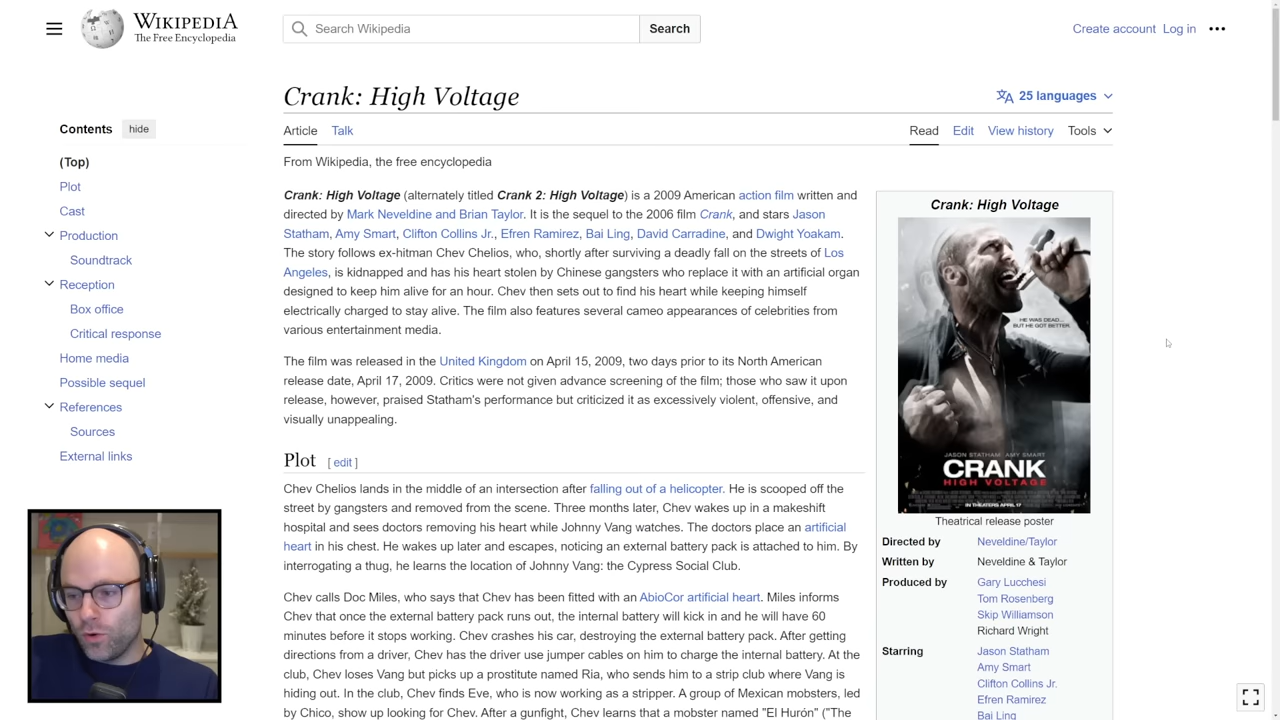 WIKIPEDIA
The Free Encyclopedia
Search Wikipedia
Search
Create account Log in
Crank: High Voltage
25 languages
Contents hide
(Top)
Plot
Cast
Production
Soundtrack
Reception
Box office
Critical response
Home media
Possible sequel
References
Sources
External links
Article Talk
Read Edit View history Tools
From Wikipedia, the free encyclopedia
Crank: High Voltage (alternately titled Crank 2: High Voltage) is a 2009 American action film written and
directed by Mark Neveldine and Brian Taylor. It is the sequel to the 2006 film Crank, and stars Jason
Statham, Amy Smart, Clifton Collins Jr., Efren Ramirez, Bai Ling, David Carradine, and Dwight Yoakam.
The story follows ex-hitman Chev Chelios, who, shortly after surviving a deadly fall on the streets of Los
Angeles, is kidnapped and has his heart stolen by Chinese gangsters who replace it with an artificial organ
designed to keep him alive for an hour. Chev then sets out to find his heart while keeping himself
electrically charged to stay alive. The film also features several cameo appearances of celebrities from
various entertainment media.
The film was released in the United Kingdom on April 15, 2009, two days prior to its North American
release date, April 17, 2009. Critics were not given advance screening of the film; those who saw it upon
release, however, praised Statham's performance but criticized it as excessively violent, offensive, and
visually unappealing.
Plot [ edit ]
Chev Chelios lands in the middle of an intersection after falling out of a helicopter. He is scooped off the
street by gangsters and removed from the scene. Three months later, Chev wakes up in a makeshift
hospital and sees doctors removing his heart while Johnny Vang watches. The doctors place an artificial
heart in his chest. He wakes up later and escapes, noticing an external battery pack is attached to him. By
interrogating a thug, he learns the location of Johnny Vang: the Cypress Social Club.
Chev calls Doc Miles, who says that Chev has been fitted with an AbioCor artificial heart. Miles informs
Chev that once the external battery pack runs out, the internal battery will kick in and he will have 60
minutes before it stops working. Chev crashes his car, destroying the external battery pack. After getting
directions from a driver, Chev has the driver use jumper cables on him to charge the internal battery. At the
club, Chev loses Vang but picks up a prostitute named Ria, who sends him to a strip club where Vang is
hiding out. In the club, Chev finds Eve, who is now working as a stripper. A group of Mexican mobsters, led
by Chico, show up looking for Chev. After a gunfight, Chev learns that a mobster named "El Hurón" ("The
Crank: High Voltage
HE WAS DEAD...
BUT HE GOT BETTER.
JASON STATHAM AMY SMART
CRANK
HIGH VOLTAGE
IN THEATERS APRIL 17
Theatrical release poster
Directed by Neveldine/Taylor
Written by Neveldine & Taylor
Produced by Gary Lucchesi
Tom Rosenberg
Skip Williamson
Richard Wright
Starring Jason Statham
Amy Smart
Clifton Collins Jr.
Efren Ramirez
Bai Ling